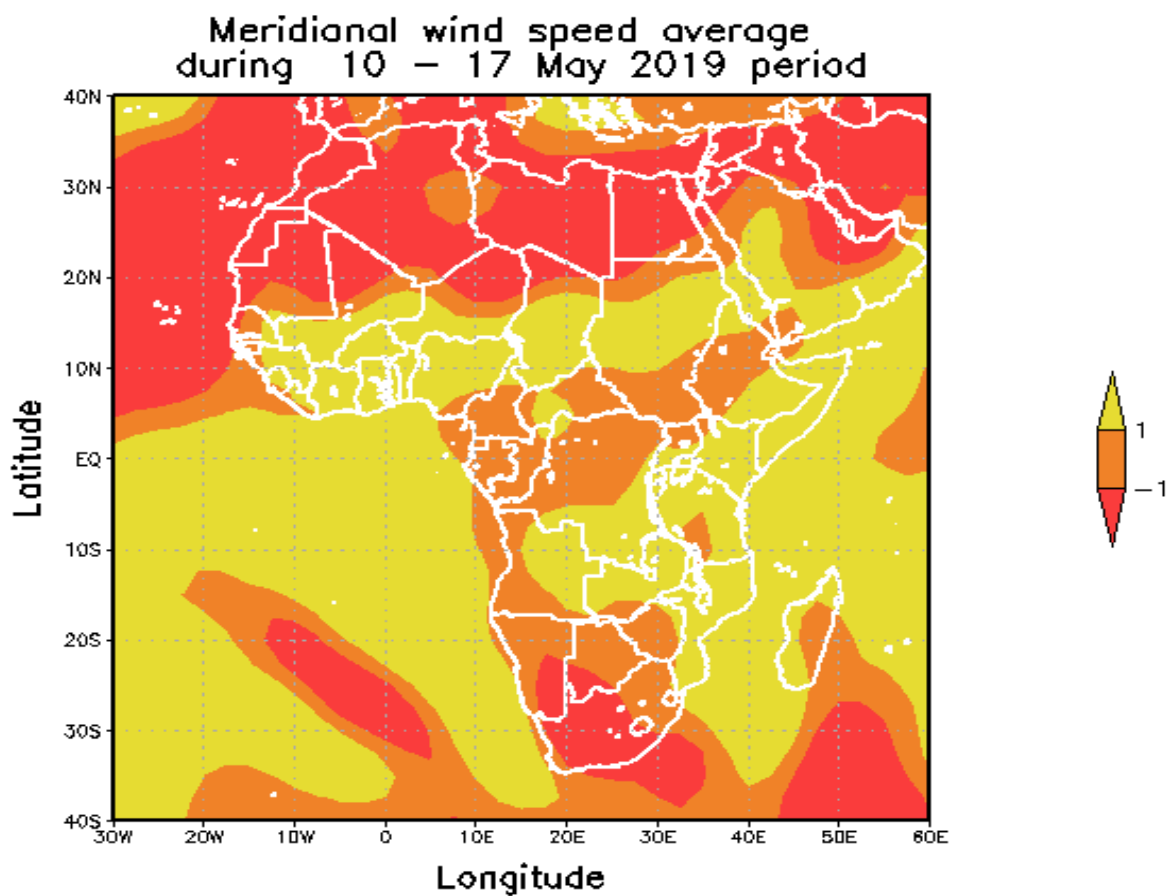 Meridional wind speed average
during 10 – 17 May 2019 period
40N
30N
20N
10N
EQ
10S
20S
30S
40S
Latitude
30W 20W 10W 0 10E 20E 30E 40E 50E 60E
Longitude
1
−1